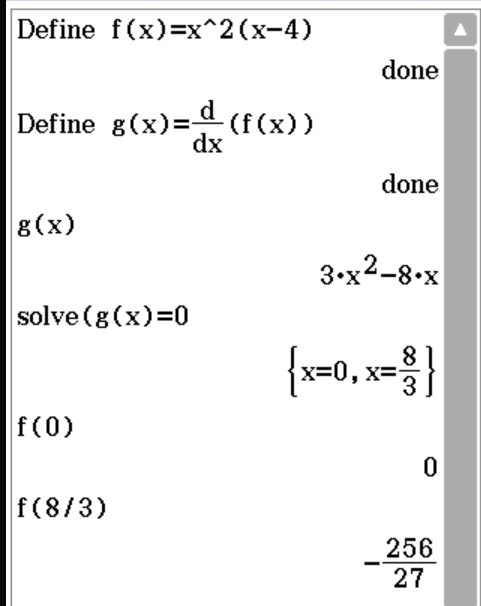 Define f(x)=x^2(x-4)
done
Define g(x)=d/dx(f(x))
done
g(x)
3·x²-8·x
solve(g(x)=0
{x=0, x=8/3}
f(0)
0
f(8/3)
-256/27